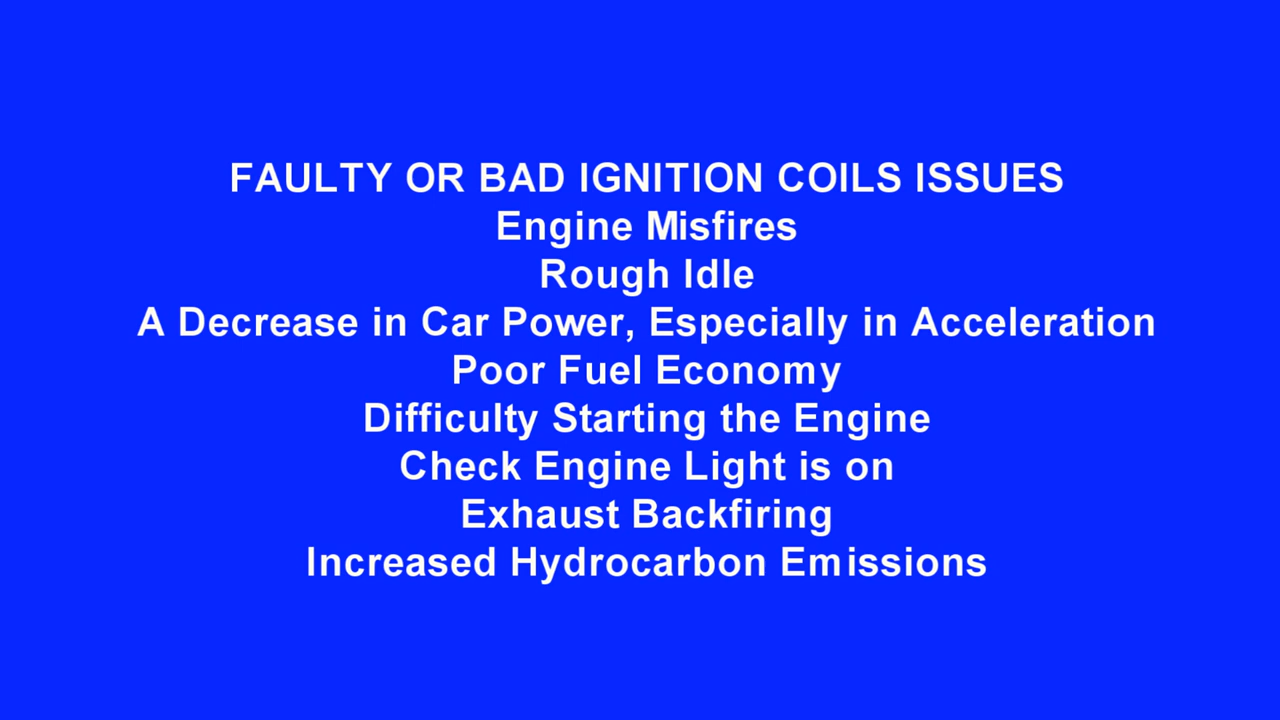 FAULTY OR BAD IGNITION COILS ISSUES
Engine Misfires
Rough Idle
A Decrease in Car Power, Especially in Acceleration
Poor Fuel Economy
Difficulty Starting the Engine
Check Engine Light is on
Exhaust Backfiring
Increased Hydrocarbon Emissions